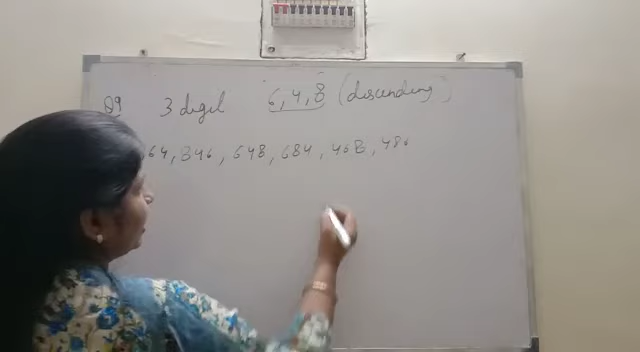 Q9 3 digit 6, 4, 8 (descending)
64, 846, 648, 684, 468, 486